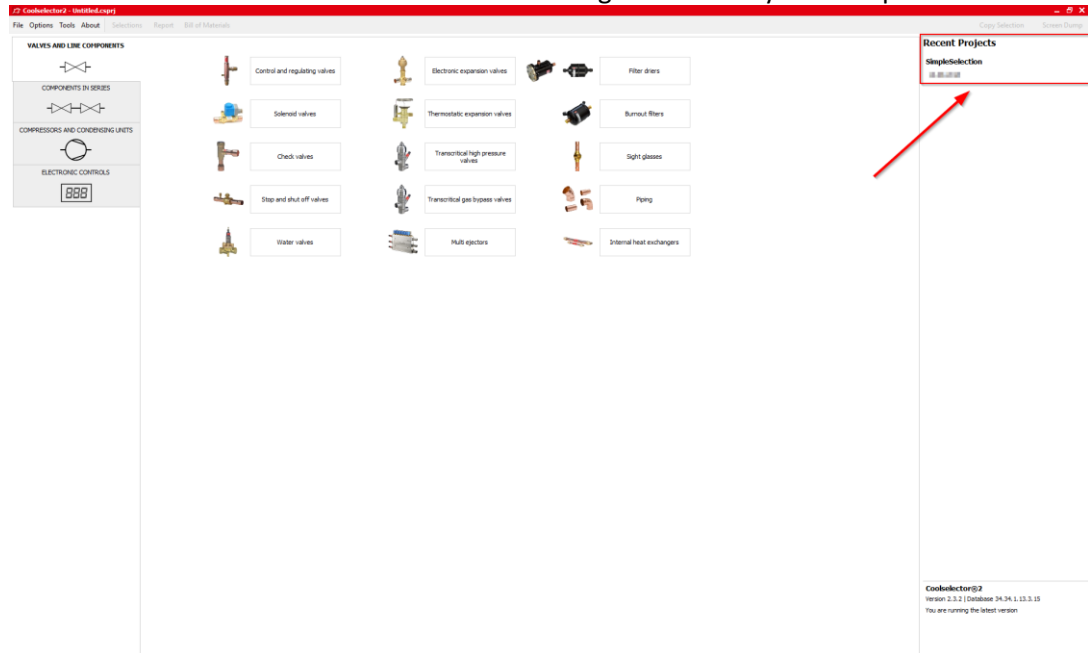 Coolselector2 - Untitled.csprj
File Options Tools About Selections Report Bill of Materials Copy Selection Screen Dump
VALVES AND LINE COMPONENTS
COMPONENTS IN SERIES
COMPRESSORS AND CONDENSING UNITS
ELECTRONIC CONTROLS
888
Control and regulating valves
Electronic expansion valves
Filter driers
Solenoid valves
Thermostatic expansion valves
Burnout filters
Check valves
Transcritical high pressure
valves
Sight glasses
Stop and shut off valves
Transcritical gas bypass valves
Piping
Water valves
Multi ejectors
Internal heat exchangers
Recent Projects
SimpleSelection
Coolselector®2
Version 2.3.2 | Database 34.34.1.13.3.15
You are running the latest version